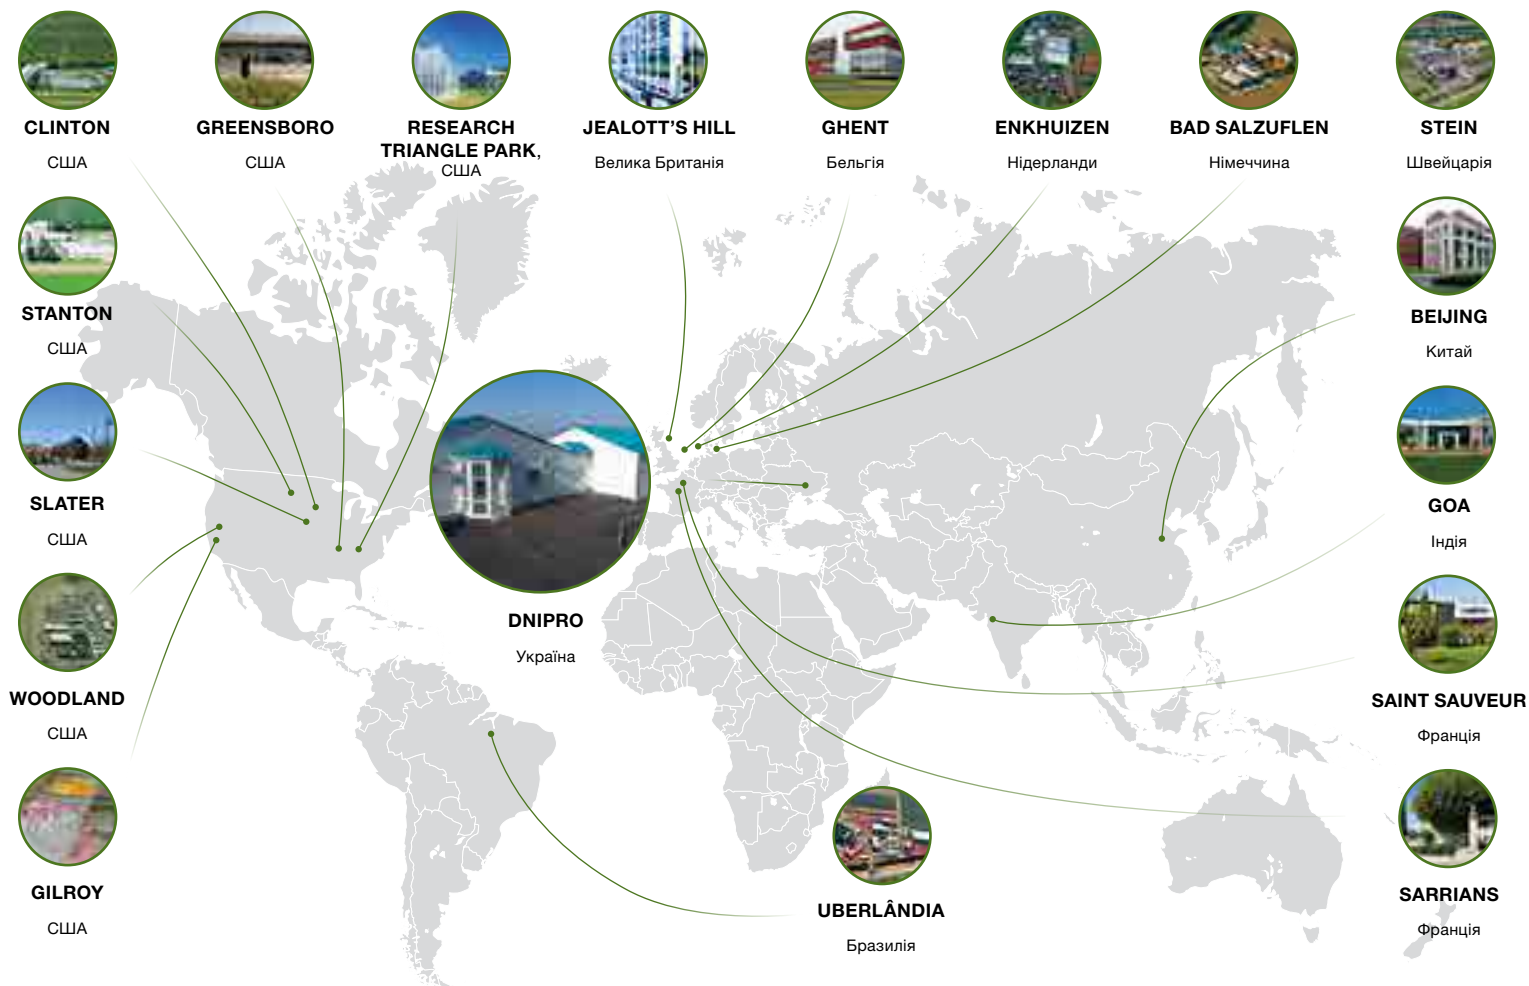 CLINTON
США
GREENSBORO
США
RESEARCH
TRIANGLE PARK,
США
JEALOTT’S HILL
Велика Британія
GHENT
Бельгія
ENKHUIZEN
Нідерланди
BAD SALZUFLEN
Німеччина
STEIN
Швейцарія
STANTON
США
BEIJING
Китай
SLATER
США
GOA
Індія
DNIPRO
Україна
WOODLAND
США
SAINT SAUVEUR
Франція
GILROY
США
UBERLÂNDIA
Бразилія
SARRIANS
Франція